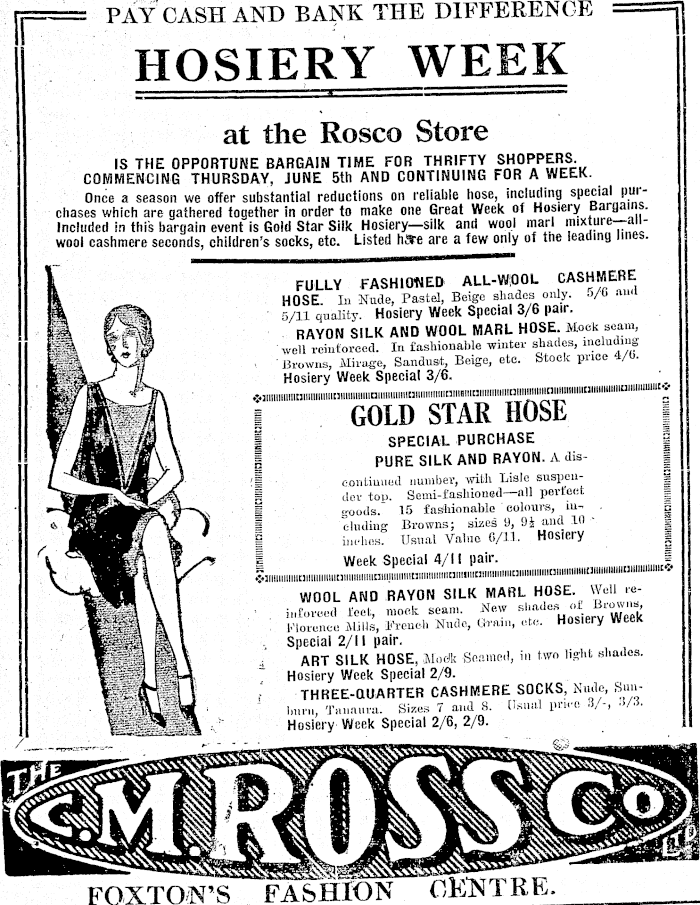 PAY CASH AND BANK THE DIFFERENCE
HOSIERY WEEK
at the Rosco Store
IS THE OPPORTUNE BARGAIN TIME FOR THRIFTY SHOPPERS.
COMMENCING THURSDAY, JUNE 5th AND CONTINUING FOR A WEEK.
Once a season we offer substantial reductions on reliable hose, including special pur-
chases which are gathered together in order to make one Great Week of Hosiery Bargains.
Included in this bargain event is Gold Star Silk Hosiery—silk and wool marl mixture—all-
wool cashmere seconds, children's socks, etc. Listed here are a few only of the leading lines.
FULLY FASHIONED ALL-WOOL CASHMERE
HOSE. In Nude, Pastel, Beige shades only. 5/6 and
5/11 quality. Hosiery Week Special 3/6 pair.
RAYON SILK AND WOOL MARL HOSE. Mock seam,
well reinforced. In fashionable winter shades, including
Browns, Mirage, Sandust, Beige, etc. Stock price 4/6.
Hosiery Week Special 3/6.
GOLD STAR HOSE
SPECIAL PURCHASE
PURE SILK AND RAYON. A dis-
continued number, with Lisle suspen-
der top. Semi-fashioned—all perfect
goods. 15 fashionable colours, in-
cluding Browns; sizes 9, 9½ and 10
inches. Usual Value 6/11. Hosiery
Week Special 4/11 pair.
WOOL AND RAYON SILK MARL HOSE. Well re-
inforced feet, mock seam. New shades of Browns,
Florence Mills, French Nude, Grain, etc. Hosiery Week
Special 2/11 pair.
ART SILK HOSE, Mock Seamed, in two light shades.
Hosiery Week Special 2/9.
THREE-QUARTER CASHMERE SOCKS, Nude, Sun-
burn, Tanaura. Sizes 7 and 8. Usual price 3/-, 3/3.
Hosiery Week Special 2/6, 2/9.
THE
C.M. ROSS Co
LTD
FOXTON'S FASHION CENTRE.